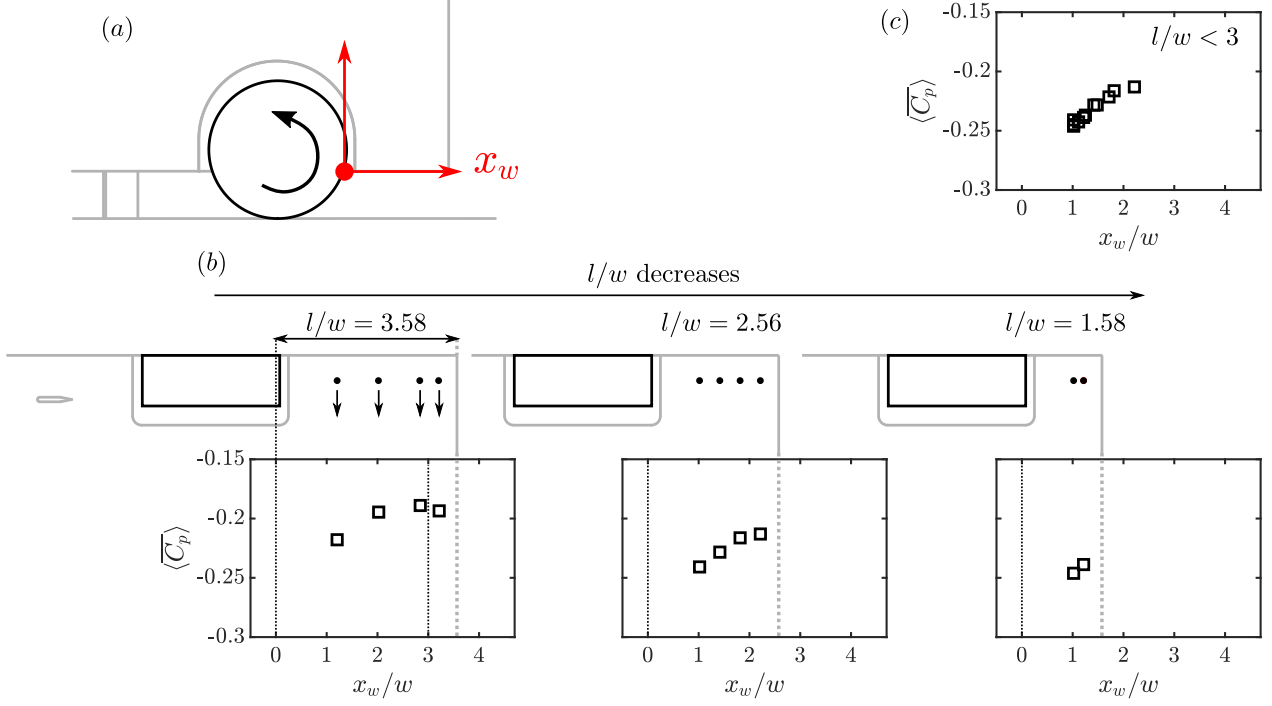 (a)
x_w
(c)
-0.15
-0.2
-0.25
-0.3
⟨C̅_p⟩
l/w < 3
0 1 2 3 4
x_w/w
(b)
l/w decreases
l/w = 3.58
l/w = 2.56
l/w = 1.58
-0.15
-0.2
-0.25
-0.3
⟨C̅_p⟩
0 1 2 3 4
x_w/w
0 1 2 3 4
x_w/w
0 1 2 3 4
x_w/w